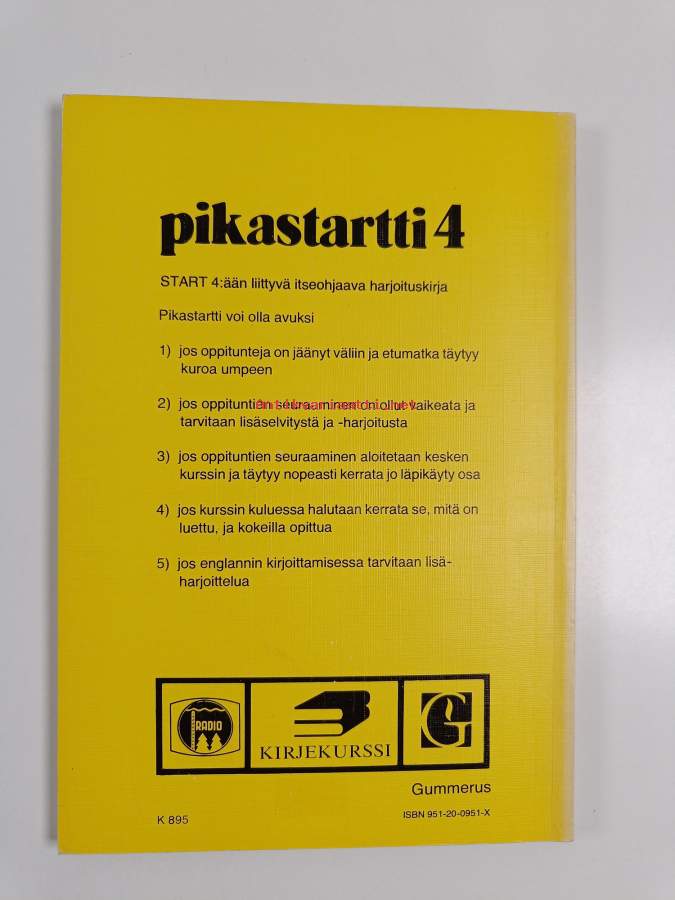 pikastartti 4
START 4:ään liittyvä itseohjaava harjoituskirja
Pikastartti voi olla avuksi
1) jos oppitunteja on jäänyt väliin ja etumatka täytyy
kuroa umpeen
2) jos oppituntien seuraaminen on ollut vaikeata ja
Antikvariaatti.net
tarvitaan lisäselvitystä ja -harjoitusta
3) jos oppituntien seuraaminen aloitetaan kesken
kurssin ja täytyy nopeasti kerrata jo läpikäyty osa
4) jos kurssin kuluessa halutaan kerrata se, mitä on
luettu, ja kokeilla opittua
5) jos englannin kirjoittamisessa tarvitaan lisä-
harjoittelua
RADIO
KIRJEKURSSI
G
Gummerus
K 895
ISBN 951-20-0951-X